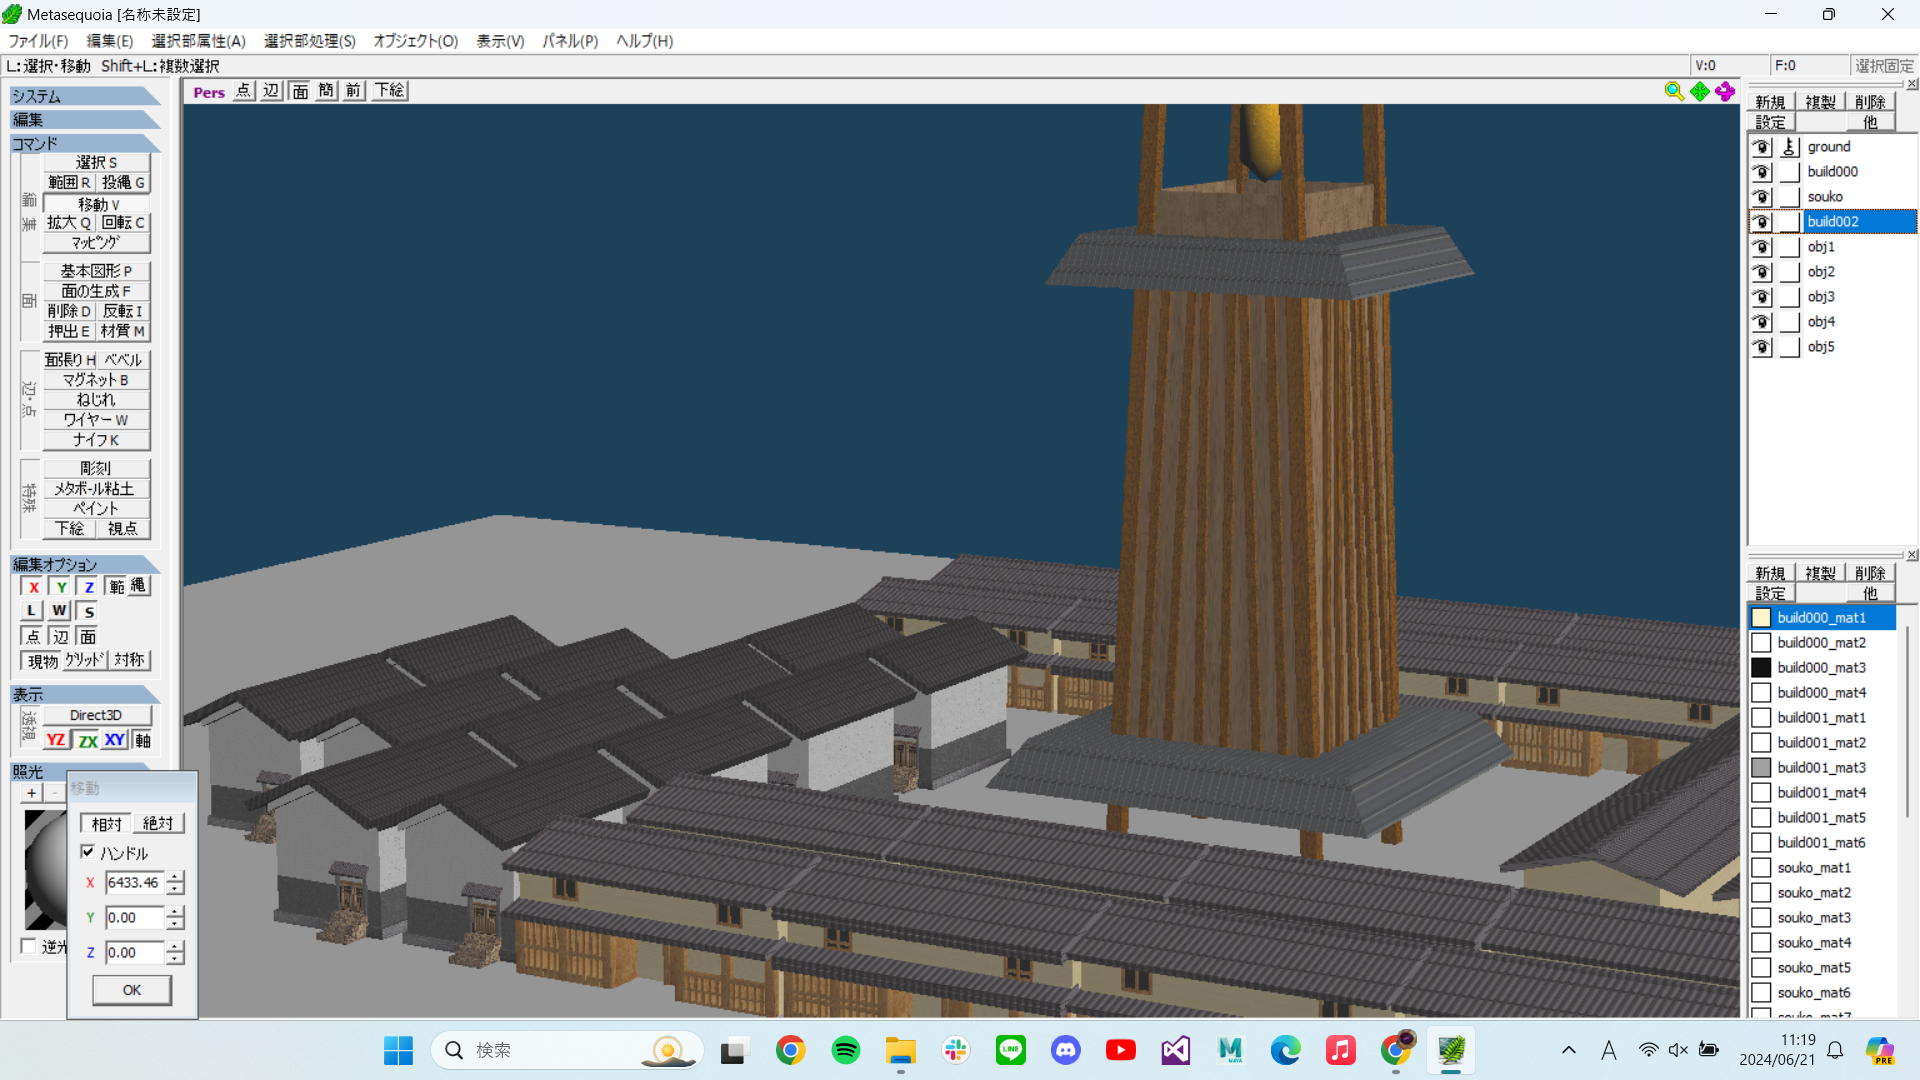 Metasequoia [名称未設定]
ファイル(F) 編集(E) 選択部属性(A) 選択部処理(S) オブジェクト(O) 表示(V) パネル(P) ヘルプ(H)
L:選択・移動 Shift+L:複数選択
V:0 F:0 選択固定
システム
編集
コマンド
編集
選択 S
範囲 R 投縄 G
移動 V
拡大 Q 回転 C
マッピング
面
基本図形 P
面の生成 F
削除 D 反転 I
押出 E 材質 M
辺・点
面張り H ベベル
マグネット B
ねじれ
ワイヤー W
ナイフ K
特殊
彫刻
メタボール粘土
ペイント
下絵 視点
編集オプション
X Y Z 範 縄
L W S
点 辺 面
現物 グリッド 対称
表示
透視
Direct3D
YZ ZX XY 軸
照光
+ -
逆光
移動
相対 絶対
ハンドル
X 6433.46
Y 0.00
Z 0.00
OK
Pers 点 辺 面 簡 前 下絵
新規 複製 削除
設定 他
ground
build000
souko
build002
obj1
obj2
obj3
obj4
obj5
新規 複製 削除
設定 他
build000_mat1
build000_mat2
build000_mat3
build000_mat4
build001_mat1
build001_mat2
build001_mat3
build001_mat4
build001_mat5
build001_mat6
souko_mat1
souko_mat2
souko_mat3
souko_mat4
souko_mat5
souko_mat6
souko_mat7
検索
LINE
M
MAYA
A
11:19
2024/06/21
PRE